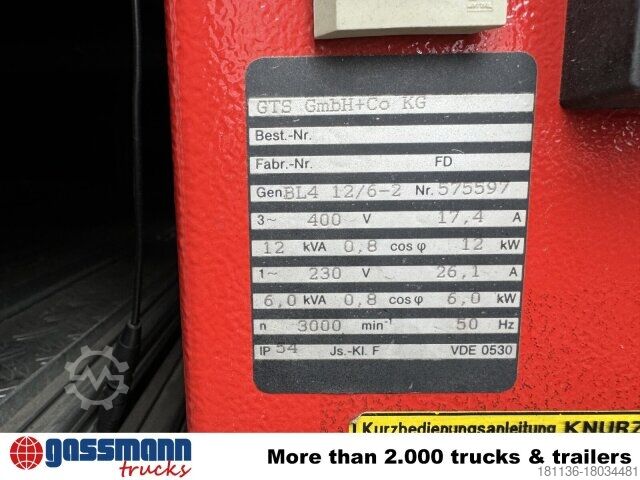 GTS GmbH+Co KG
Best.-Nr.
Fabr.-Nr. FD
Gen. BL4 12/6-2 Nr. 575597
3~ 400 V 17,4 A
12 kVA 0,8 cos φ 12 kW
1~ 230 V 26,1 A
6,0 kVA 0,8 cos φ 6,0 kW
n 3000 min⁻¹ 50 Hz
IP 54 Js.-Kl. F VDE 0530
Kurzbedienungsanleitung KNURZ
gassmann
trucks
More than 2.000 trucks & trailers
181136-18034481